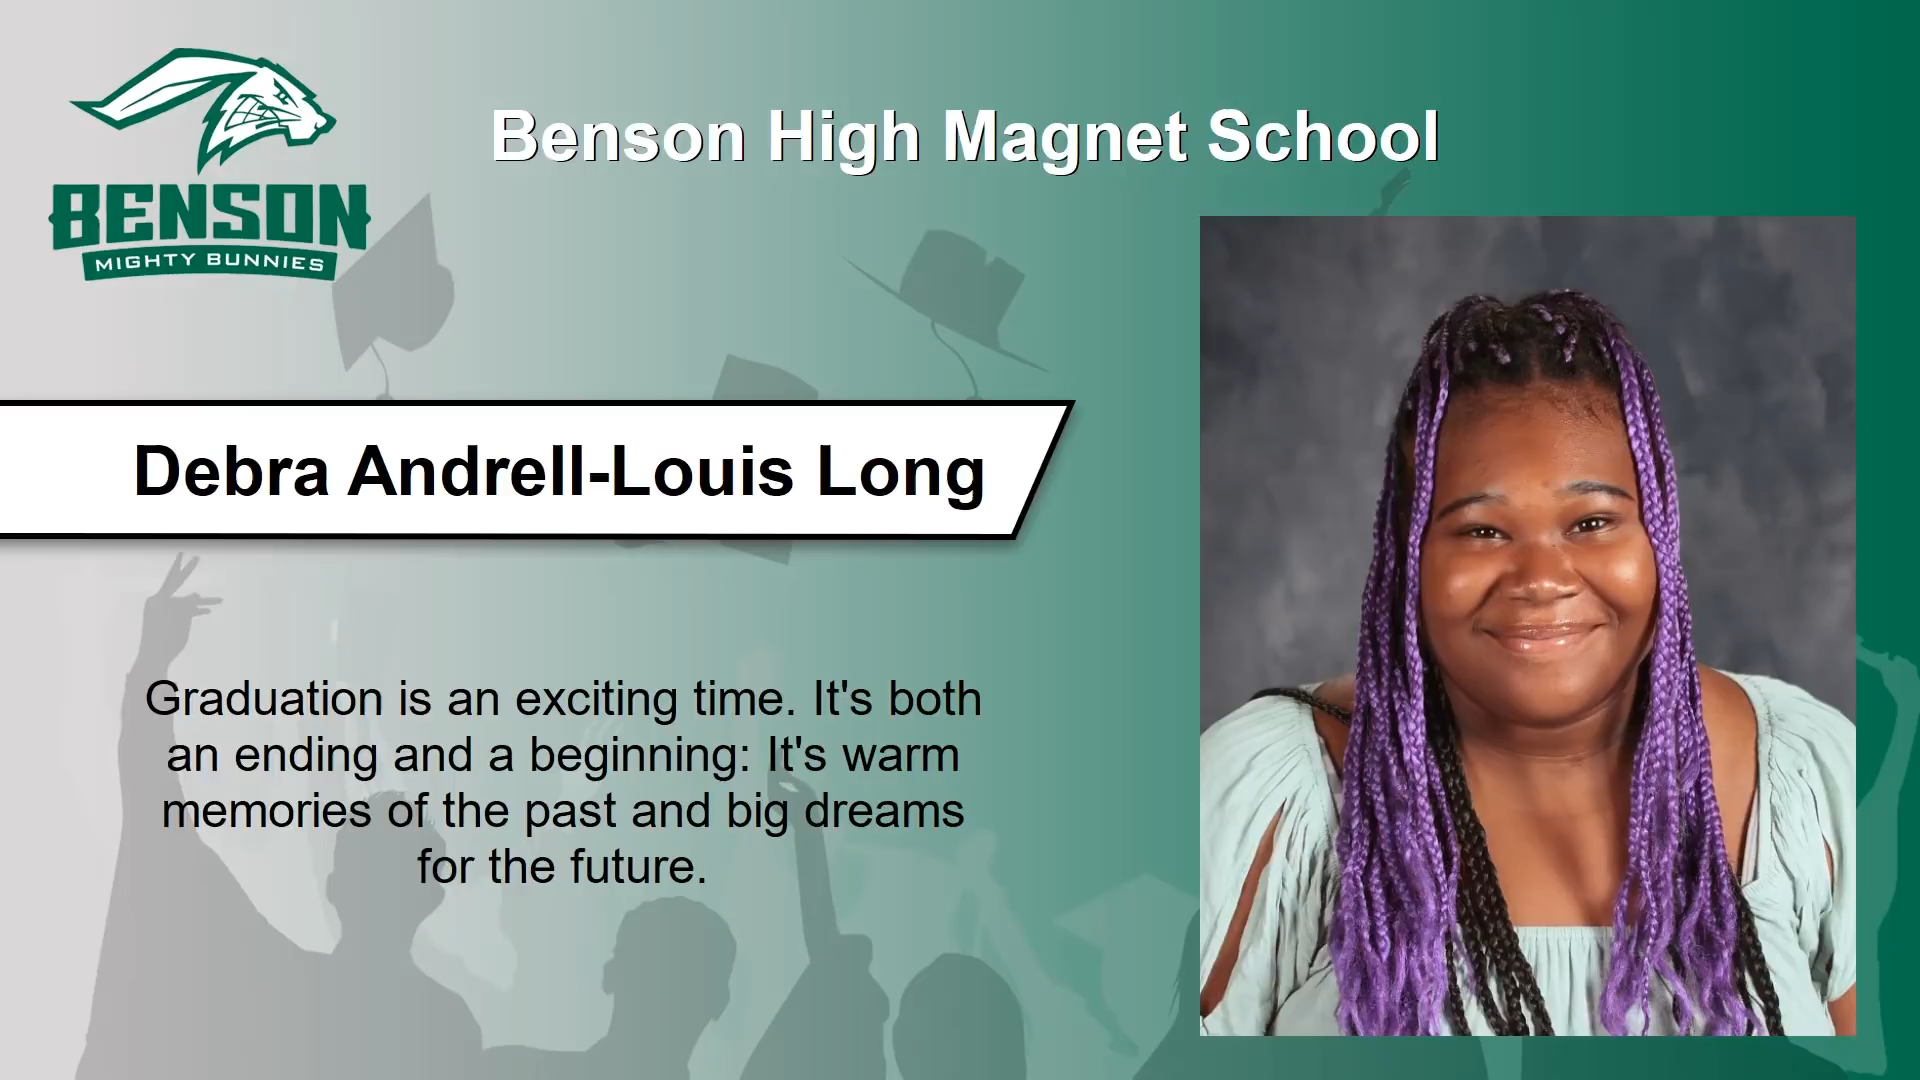 BENSON
MIGHTY BUNNIES
Benson High Magnet School
Debra Andrell-Louis Long
Graduation is an exciting time. It's both
an ending and a beginning: It's warm
memories of the past and big dreams
for the future.